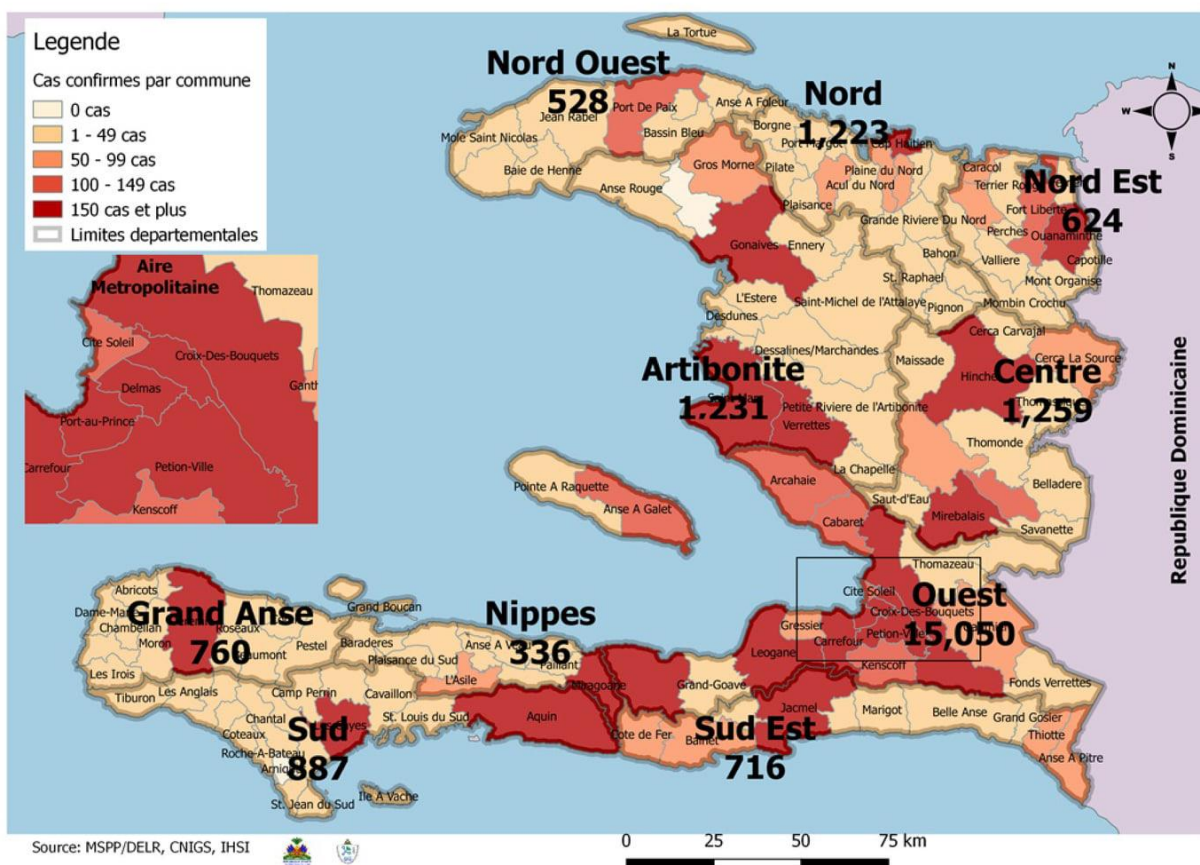 Legende
Cas confirmes par commune
0 cas
1 - 49 cas
50 - 99 cas
100 - 149 cas
150 cas et plus
Limites departementales
Aire
Metropolitaine
Thomazeau
Cite Soleil
Croix-Des-Bouquets
Delmas
Port-au-Prince
Carrefour
Petion-Ville
Kenscoff
La Tortue
Nord Ouest
528
Port De Paix
Jean Rabel
Anse A Foleur
Nord
1,223
Borgne
Bassin Bleu
Mole Saint Nicolas
Baie de Henne
Port Margot
Cap Haitien
Gros Morne
Pilate
Plaine du Nord
Acul du Nord
Anse Rouge
Plaisance
Caracol
Nord Est
624
Fort Liberte
Perches
Ouanaminthe
Grande Riviere Du Nord
Gonaives
Ennery
Bahon
Valliere
Capotille
St. Raphael
Mont Organise
L'Estere
Saint-Michel de l'Attalaye
Pignon
Mombin Crochu
Desdunes
Cerca Carvajal
Dessalines/Marchandes
Maissade
Cerca La Source
Artibonite
1.231
Centre
1,259
Petite Riviere de l'Artibonite
Verrettes
Thomonde
La Chapelle
Belladere
Arcahaie
Saut-d'Eau
Mirebalais
Savanette
Pointe A Raquette
Anse A Galet
Cabaret
Thomazeau
Republique Dominicaine
Cite Soleil
Ouest
15,050
Croix-Des-Bouquets
Gressier
Carrefour
Leogane
Kenscoff
Fonds Verrettes
Abricots
Grand Anse
760
Chambellan
Moron
Pestel
Les Irois
Grand Boucan
Nippes
336
Baraderes
Plaisance du Sud
Paillant
L'Asile
Grand-Goave
Tiburon
Les Anglais
Camp Perrin
Cavaillon
St. Louis du Sud
Aquin
Chantal
Coteaux
Sud
887
Roche-A-Bateau
St. Jean du Sud
Ile A Vache
Cote de Fer
Sud Est
716
Jacmel
Marigot
Belle Anse
Grand Gosier
Thiotte
Anse A Pitre
Source: MSPP/DELR, CNIGS, IHSI
0 25 50 75 km
N
W
S